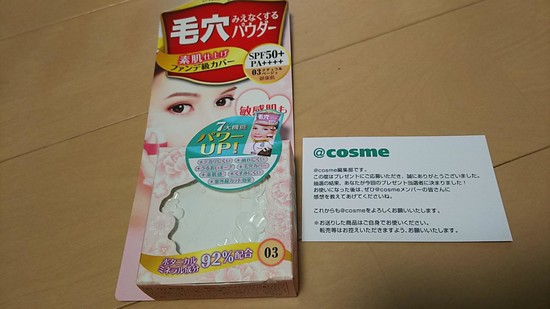 毛穴
みえなくする
パウダー
素肌仕上げ
ファンデ級カバー
SPF50+
PA++++
03
敏感肌も
7大機能
パワー
UP!
毛穴
ボタニカル
ミネラル成分
92%配合
03
@cosme
@cosme編集部です。
この度はプレゼントにご応募いただき、誠にありがとうございました。
抽選の結果、あなたが今回のプレゼント当選者に決まりました!
お使いになった後は、ぜひ@cosmeメンバーの皆さんに
感想を教えてあげてくださいね。
これからも@cosmeをよろしくお願いいたします。
※お送りした商品はご自身でお使いください。
転売等はお控えいただきますよう、お願いいたします。